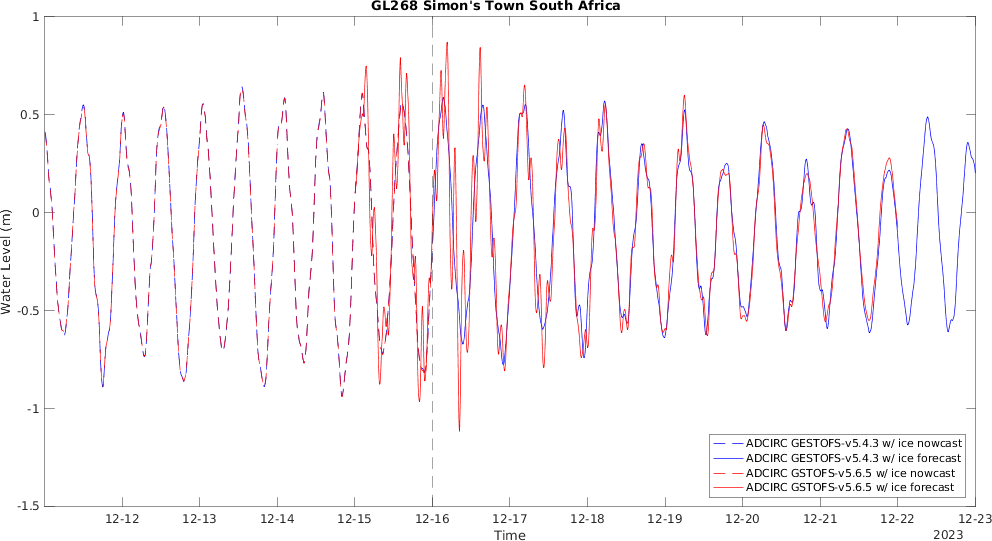 GL268 Simon's Town South Africa
1
0.5
0
-0.5
-1
-1.5
Water Level (m)
ADCIRC GESTOFS-v5.4.3 w/ ice nowcast
ADCIRC GESTOFS-v5.4.3 w/ ice forecast
ADCIRC GSTOFS-v5.6.5 w/ ice nowcast
ADCIRC GSTOFS-v5.6.5 w/ ice forecast
12-12 12-13 12-14 12-15 12-16 12-17 12-18 12-19 12-20 12-21 12-22 12-23
Time
2023